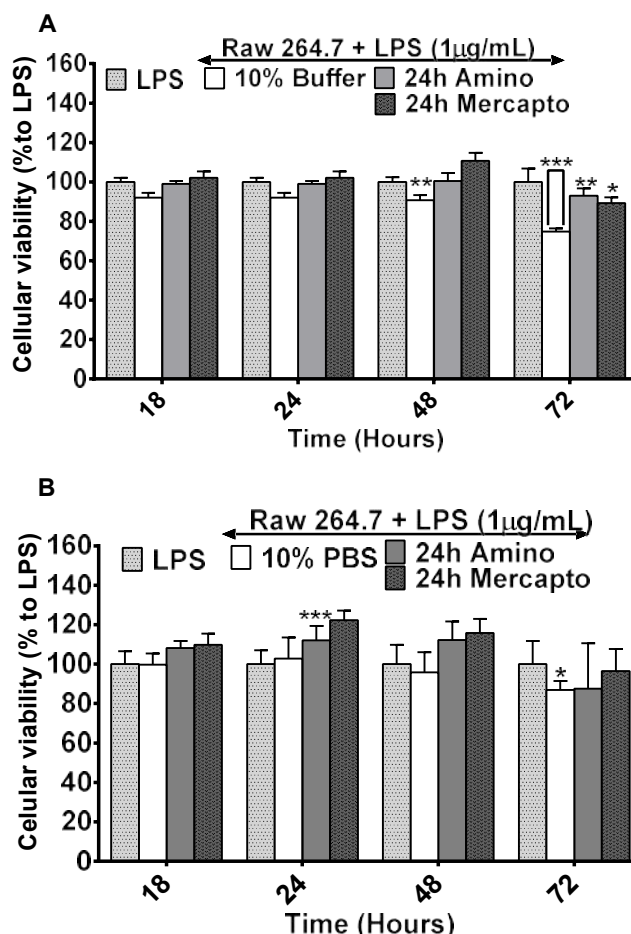 A
Raw 264.7 + LPS (1µg/mL)
LPS 10% Buffer 24h Amino
24h Mercapto
Cellular viability (%to LPS)
160
140
120
100
80
60
40
20
0
**
***
**
*
18 24 48 72
Time (Hours)
B
Raw 264.7 + LPS (1µg/mL)
LPS 10% PBS 24h Amino
24h Mercapto
Celular viability (% to LPS)
160
140
120
100
80
60
40
20
0
***
*
18 24 48 72
Time (Hours)